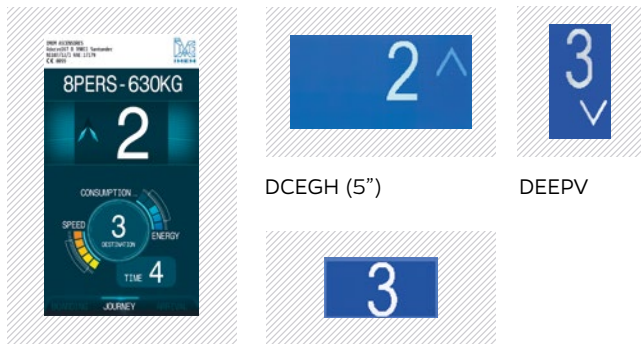 8PERS-630KG
2
CONSUMPTION
SPEED
3
DESTINATION
ENERGY
TIME 4
JOURNEY
2
DCEGH (5”)
3
DEEPV
3